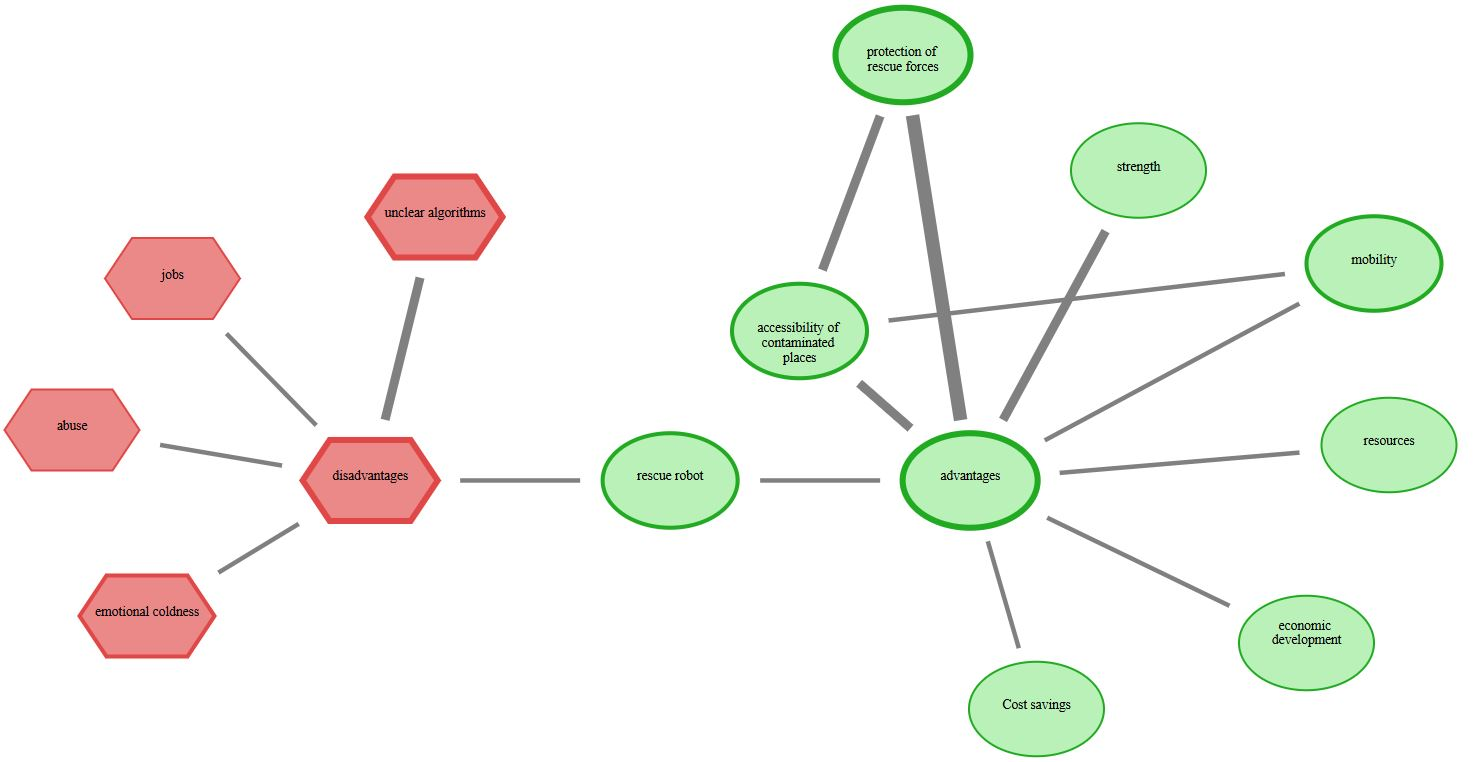 protection of
rescue forces
strength
unclear algorithms
mobility
jobs
accessibility of
contaminated
places
abuse
resources
disadvantages
rescue robot
advantages
emotional coldness
economic
development
Cost savings